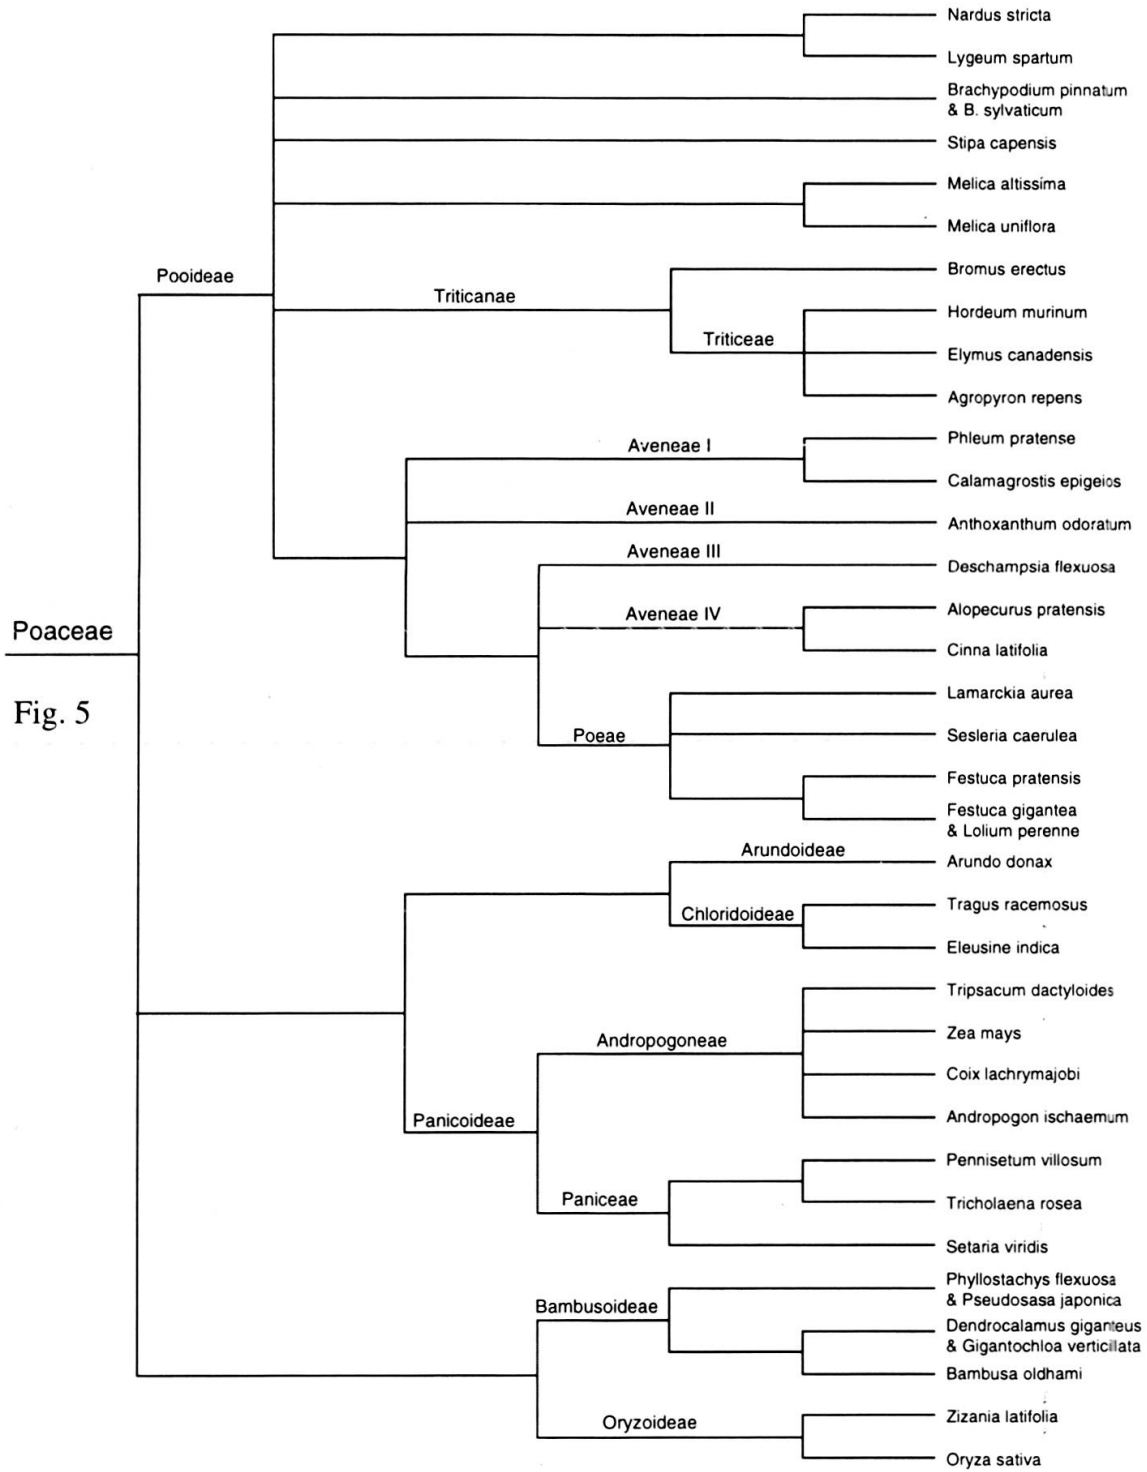 Nardus stricta
Lygeum spartum
Brachypodium pinnatum
& B. sylvaticum
Stipa capensis
Melica altissima
Melica uniflora
Pooideae
Bromus erectus
Triticanae
Hordeum murinum
Triticeae
Elymus canadensis
Agropyron repens
Aveneae I
Phleum pratense
Calamagrostis epigeios
Aveneae II
Anthoxanthum odoratum
Aveneae III
Deschampsia flexuosa
Aveneae IV
Alopecurus pratensis
Poaceae
Cinna latifolia
Lamarckia aurea
Fig. 5
Poeae
Sesleria caerulea
Festuca pratensis
Festuca gigantea
& Lolium perenne
Arundoideae
Arundo donax
Tragus racemosus
Chloridoideae
Eleusine indica
Tripsacum dactyloides
Zea mays
Andropogoneae
Coix lachrymajobi
Andropogon ischaemum
Panicoideae
Pennisetum villosum
Paniceae
Tricholaena rosea
Setaria viridis
Phyllostachys flexuosa
& Pseudosasa japonica
Bambusoideae
Dendrocalamus giganteus
& Gigantochloa verticillata
Bambusa oldhami
Zizania latifolia
Oryzoideae
Oryza sativa